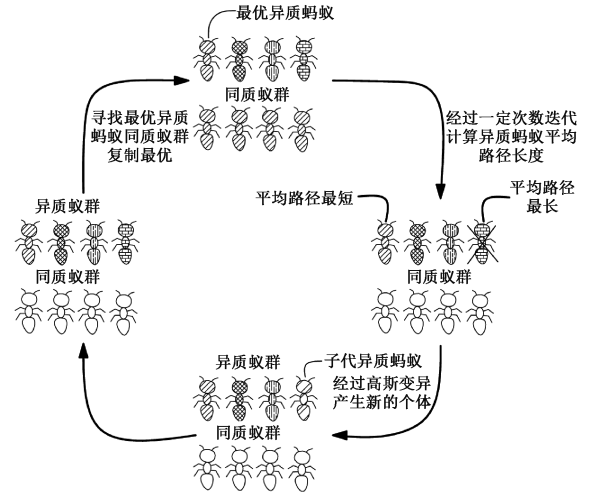 最优异质蚂蚁
同质蚁群
寻找最优异质
蚂蚁同质蚁群
复制最优
经过一定次数迭代
计算异质蚂蚁平均
路径长度
平均路径最短
平均路径
最长
同质蚁群
异质蚁群
同质蚁群
异质蚁群
子代异质蚂蚁
经过高斯变异
产生新的个体
同质蚁群